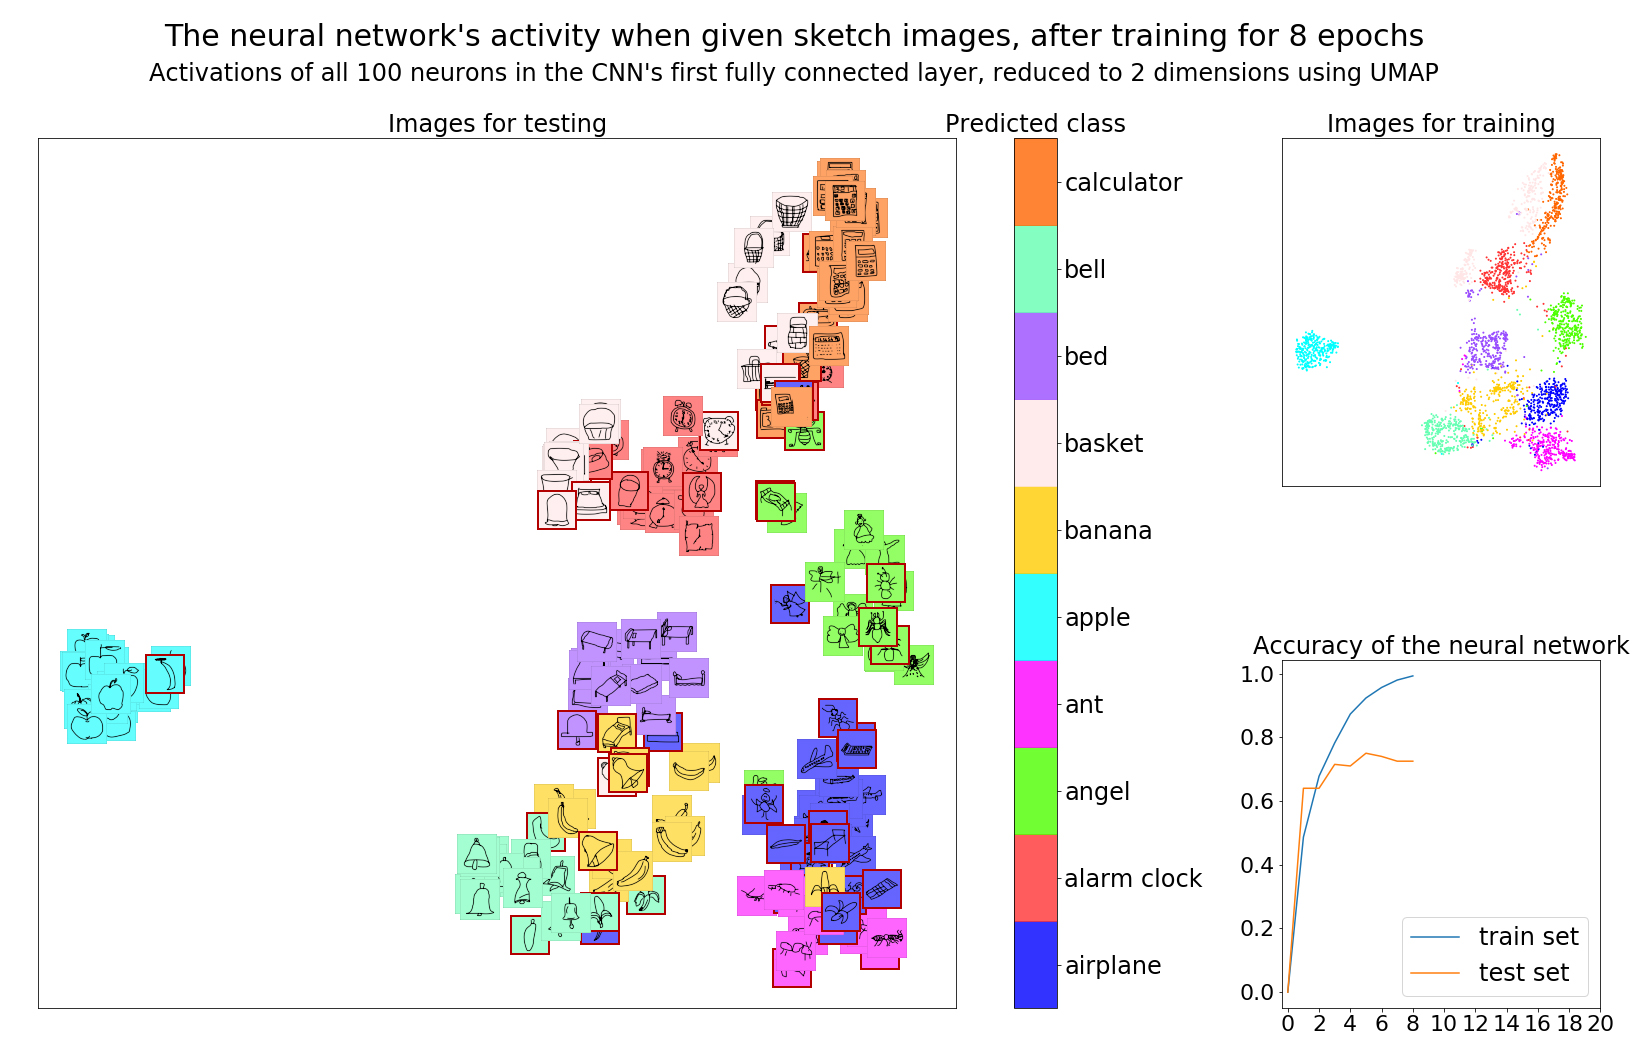 The neural network's activity when given sketch images, after training for 8 epochs
Activations of all 100 neurons in the CNN's first fully connected layer, reduced to 2 dimensions using UMAP
Images for testing
Predicted class
calculator
bell
bed
basket
banana
apple
ant
angel
alarm clock
airplane
Images for training
Accuracy of the neural network
1.0
0.8
0.6
0.4
0.2
0.0
train set
test set
0 2 4 6 8 10 12 14 16 18 20